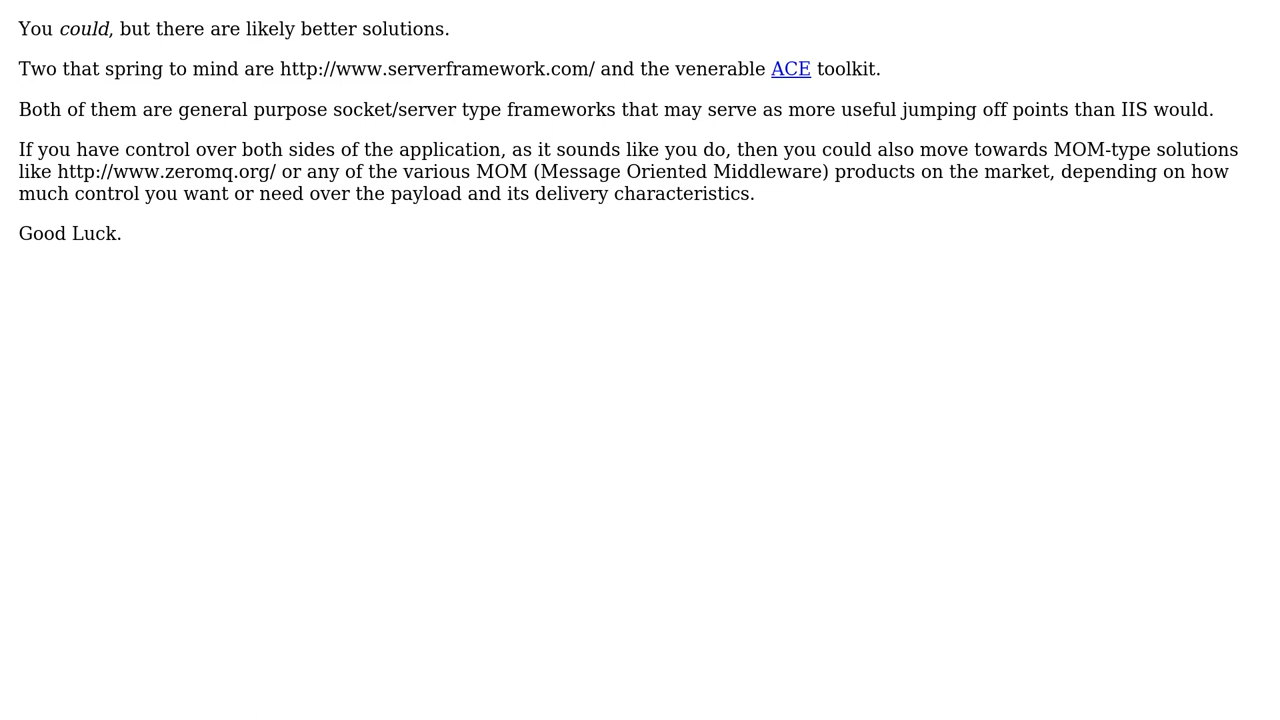 You could, but there are likely better solutions.
Two that spring to mind are http://www.serverframework.com/ and the venerable ACE toolkit.
Both of them are general purpose socket/server type frameworks that may serve as more useful jumping off points than IIS would.
If you have control over both sides of the application, as it sounds like you do, then you could also move towards MOM-type solutions
like http://www.zeromq.org/ or any of the various MOM (Message Oriented Middleware) products on the market, depending on how
much control you want or need over the payload and its delivery characteristics.
Good Luck.